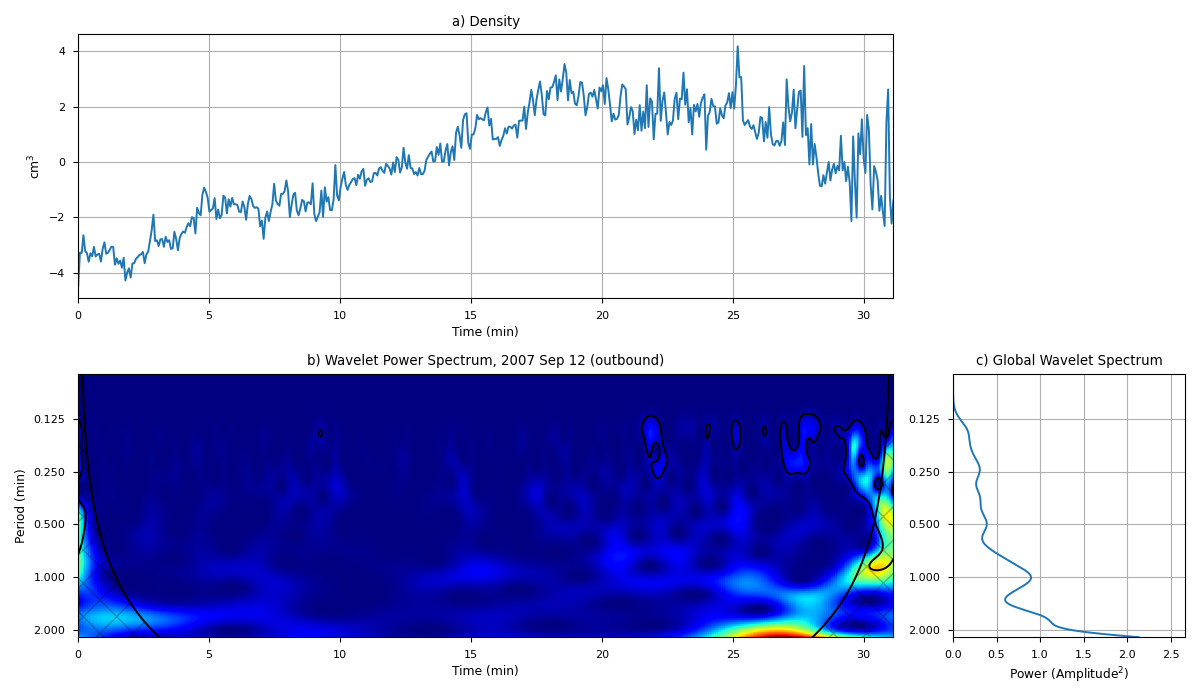 a) Density
4
2
0
−2
−4
cm³
0 5 10 15 20 25 30
Time (min)
b) Wavelet Power Spectrum, 2007 Sep 12 (outbound)
0.125
0.250
0.500
1.000
2.000
Period (min)
0 5 10 15 20 25 30
Time (min)
c) Global Wavelet Spectrum
0.125
0.250
0.500
1.000
2.000
0.0 0.5 1.0 1.5 2.0 2.5
Power (Amplitude²)